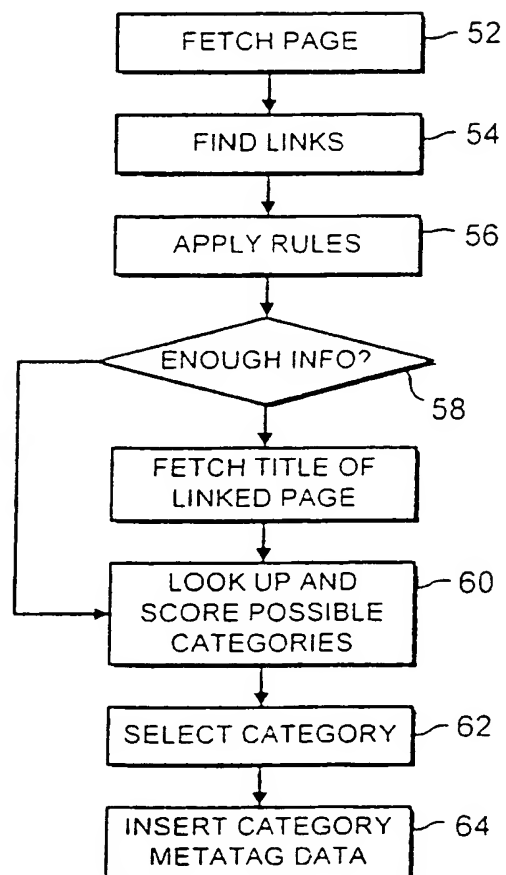 FETCH PAGE 52
FIND LINKS 54
APPLY RULES 56
ENOUGH INFO?
58
FETCH TITLE OF
LINKED PAGE
LOOK UP AND
SCORE POSSIBLE
CATEGORIES
60
SELECT CATEGORY 62
INSERT CATEGORY
METATAG DATA
64